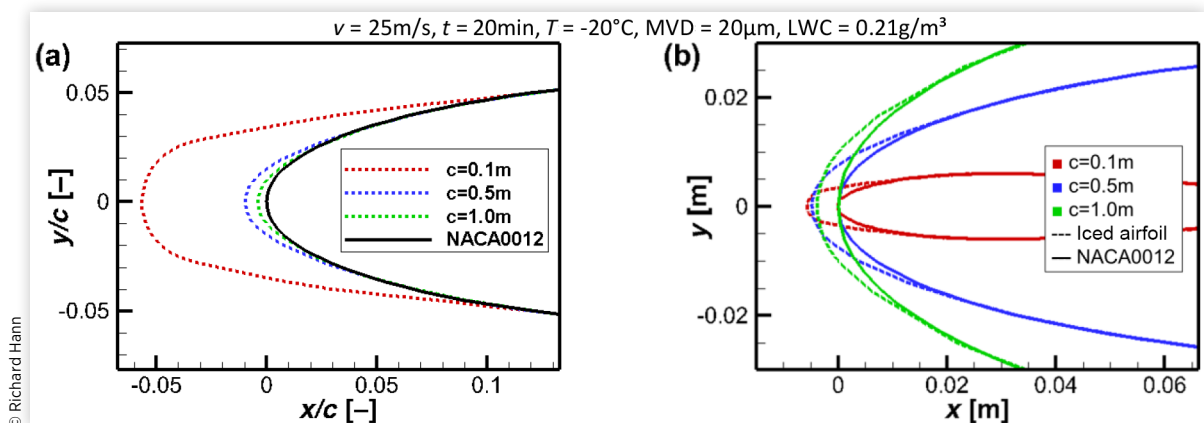 v = 25m/s, t = 20min, T = -20°C, MVD = 20μm, LWC = 0.21g/m³
(a)
0.05
0
-0.05
y/c [–]
-0.05
0
0.05
0.1
x/c [–]
c=0.1m
c=0.5m
c=1.0m
NACA0012
(b)
0.02
0
-0.02
y [m]
0
0.02
0.04
0.06
x [m]
c=0.1m
c=0.5m
c=1.0m
Iced airfoil
NACA0012
© Richard Hann